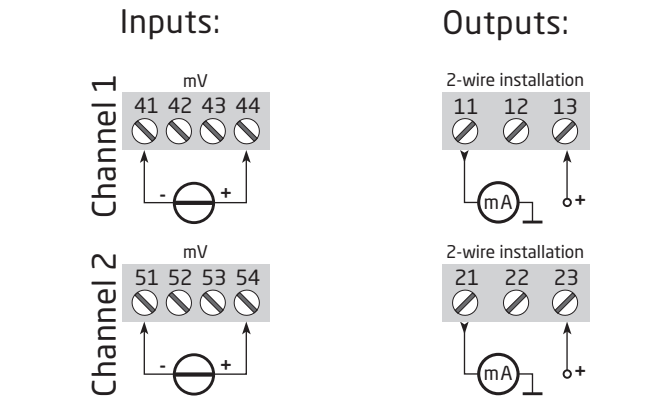 Inputs:
Outputs:
Channel 1
mV
41 42 43 44
- +
2-wire installation
11 12 13
mA +
Channel 2
mV
51 52 53 54
- +
2-wire installation
21 22 23
mA +